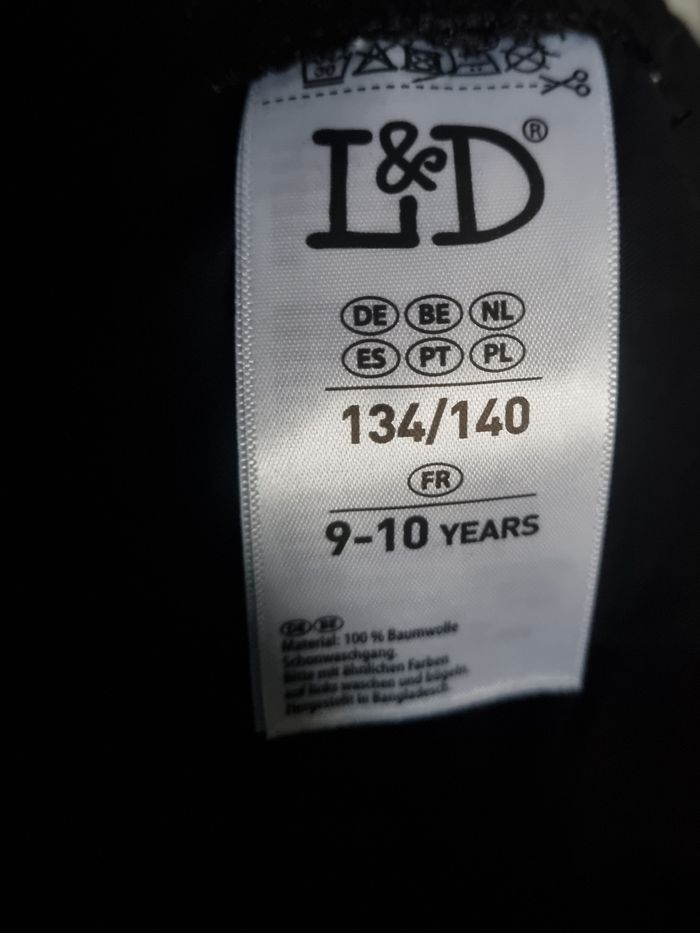 30
L&D®
DE BE NL
ES PT PL
134/140
FR
9-10 YEARS
DE BE
Material: 100 % Baumwolle
Schonwaschgang.
Bitte mit ähnlichen Farben
auf links waschen und bügeln.
Hergestellt in Bangladesch.